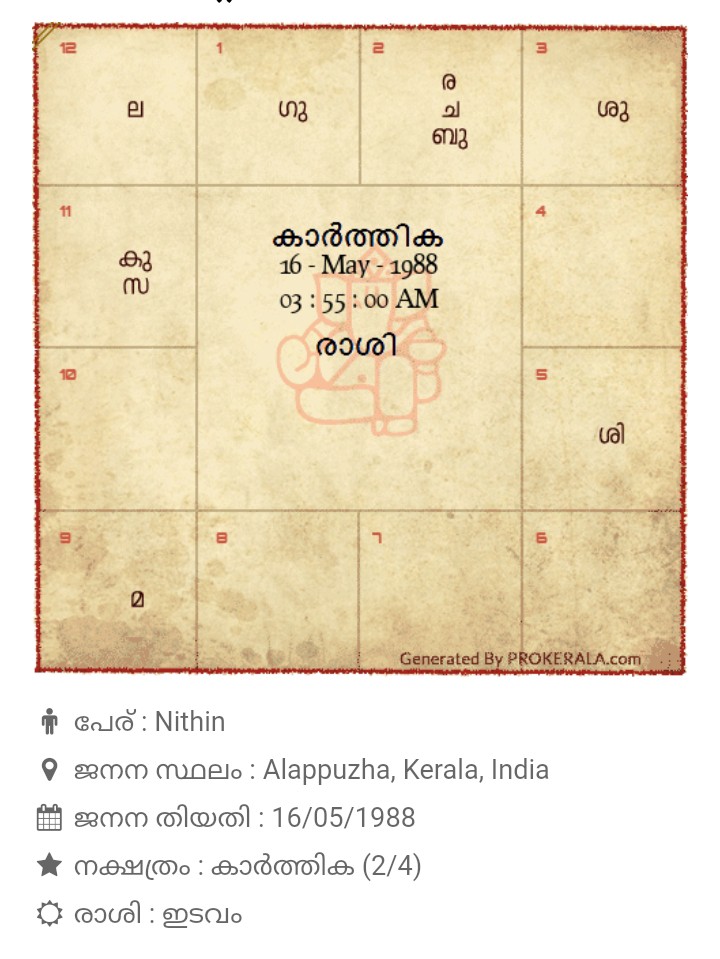 12
1
2
3
ല
ഗു
ര
ച
ബു
ശു
11
4
കു
സ
കാർത്തിക
16 - May - 1988
03 : 55 : 00 AM
രാശി
10
5
ശി
9
8
7
6
മ
Generated By PROKERALA.com
പേര് : Nithin
ജനന സ്ഥലം : Alappuzha, Kerala, India
ജനന തിയതി : 16/05/1988
നക്ഷത്രം : കാർത്തിക (2/4)
രാശി : ഇടവം